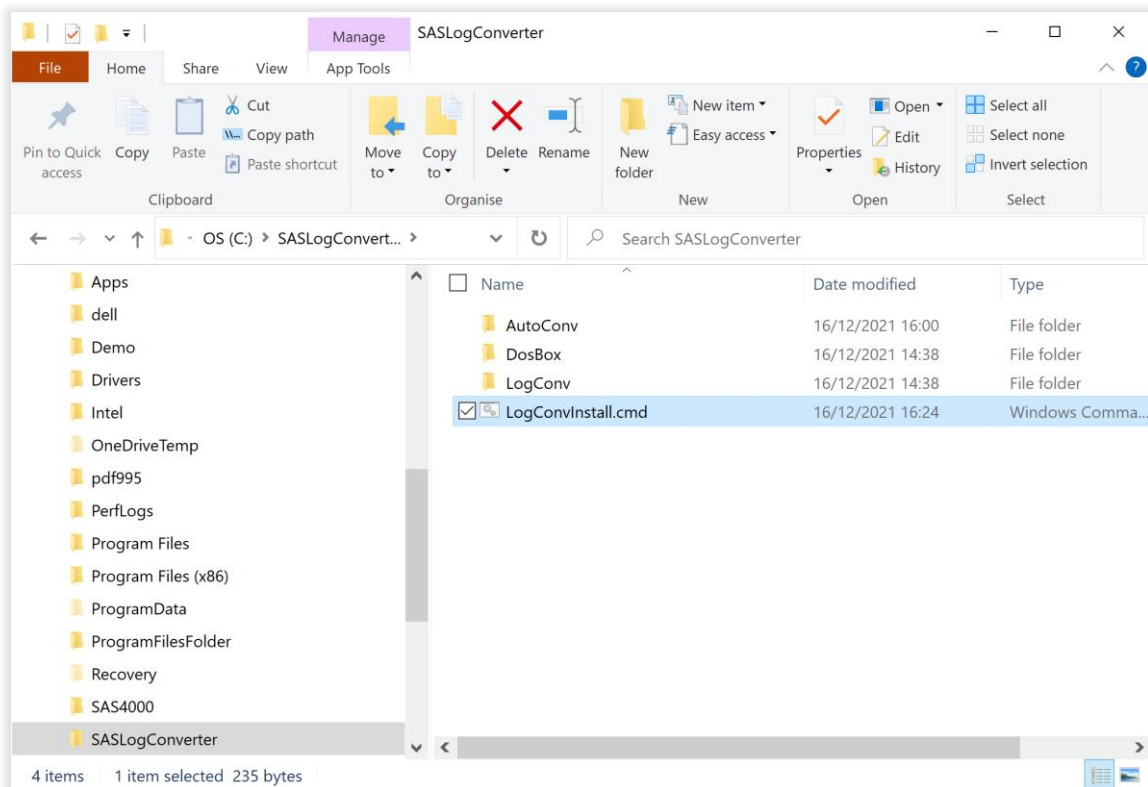 Manage
SASLogConverter
File
Home
Share
View
App Tools
?
Pin to Quick access
Copy
Paste
Cut
Copy path
Paste shortcut
Clipboard
Move to
Copy to
Delete
Rename
Organise
New folder
New item
Easy access
New
Properties
Open
Edit
History
Open
Select all
Select none
Invert selection
Select
OS (C:)
SASLogConvert...
Search SASLogConverter
Apps
dell
Demo
Drivers
Intel
OneDriveTemp
pdf995
PerfLogs
Program Files
Program Files (x86)
ProgramData
ProgramFilesFolder
Recovery
SAS4000
SASLogConverter
Name Date modified Type
AutoConv 16/12/2021 16:00 File folder
DosBox 16/12/2021 14:38 File folder
LogConv 16/12/2021 14:38 File folder
LogConvInstall.cmd 16/12/2021 16:24 Windows Comma...
4 items 1 item selected 235 bytes